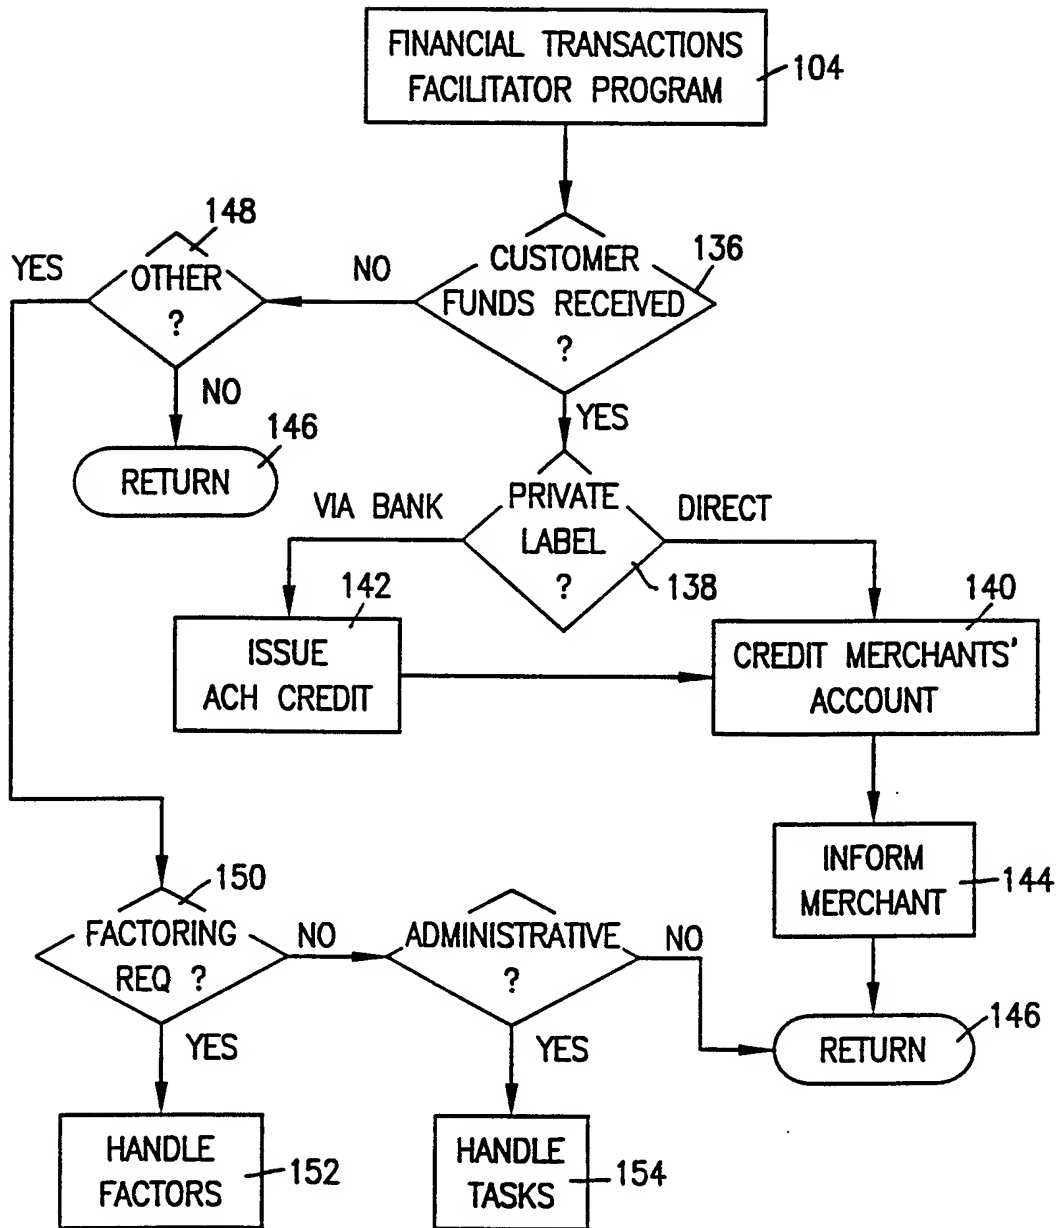 FINANCIAL TRANSACTIONS
FACILITATOR PROGRAM
104
148
YES
OTHER
?
NO
CUSTOMER
FUNDS RECEIVED
?
136
NO
YES
146
RETURN
VIA BANK
PRIVATE
LABEL
?
DIRECT
138
142
ISSUE
ACH CREDIT
140
CREDIT MERCHANTS'
ACCOUNT
INFORM
MERCHANT
144
150
FACTORING
REQ ?
NO
ADMINISTRATIVE
?
NO
YES
YES
146
RETURN
HANDLE
FACTORS
152
HANDLE
TASKS
154